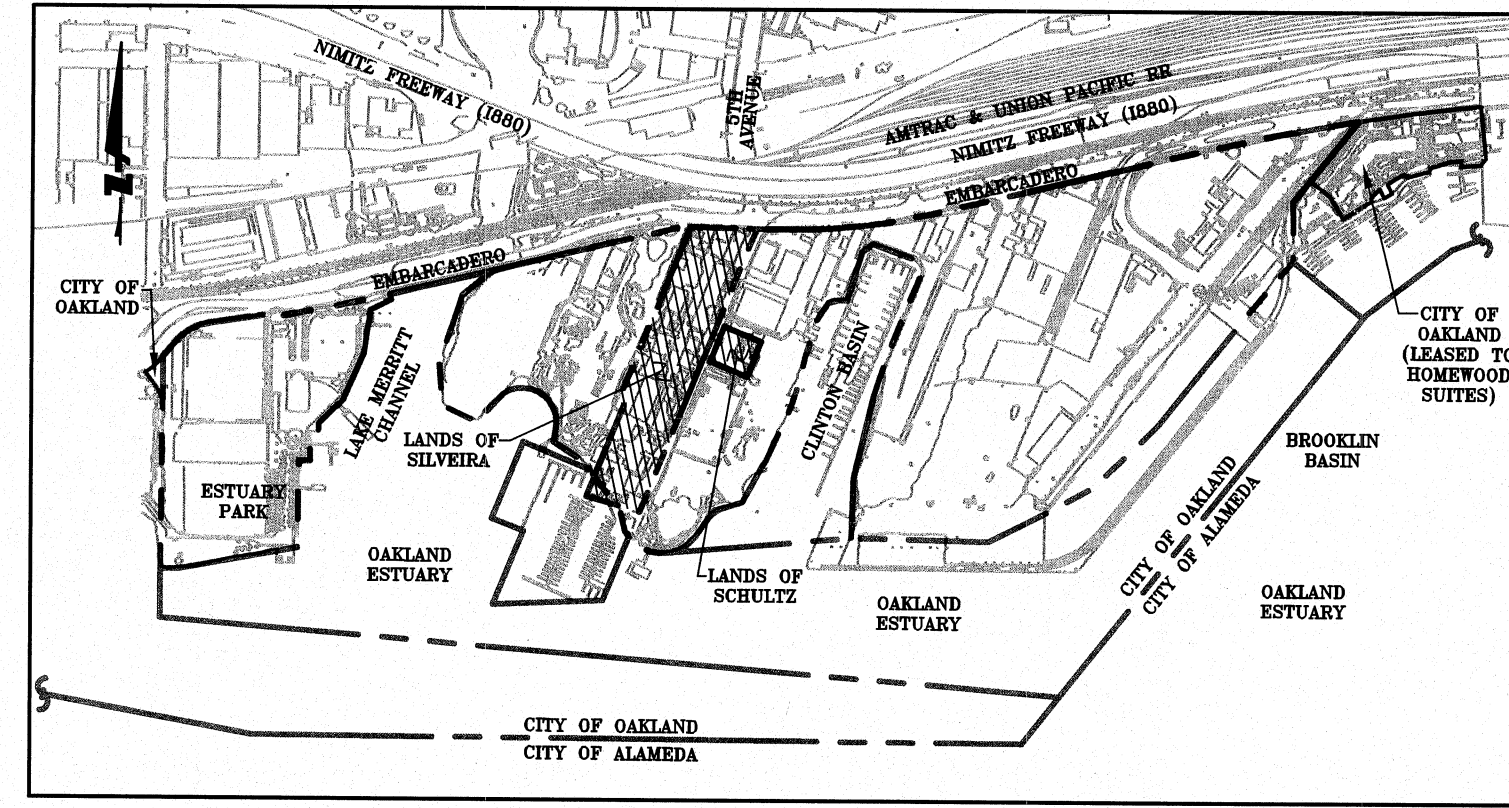 NIMITZ FREEWAY (I880)
5TH
AVENUE
AMTRAC & UNION PACIFIC RR
NIMITZ FREEWAY (I880)
EMBARCADERO
N
EMBARCADERO
CITY OF
OAKLAND
CITY OF
OAKLAND
(LEASED TO
HOMEWOOD
SUITES)
LAKE MERRITT
CHANNEL
CLINTON BASIN
LANDS OF
SILVEIRA
BROOKLIN
BASIN
ESTUARY
PARK
OAKLAND
ESTUARY
LANDS OF
SCHULTZ
OAKLAND
ESTUARY
CITY OF OAKLAND
CITY OF ALAMEDA
OAKLAND
ESTUARY
CITY OF OAKLAND
CITY OF ALAMEDA